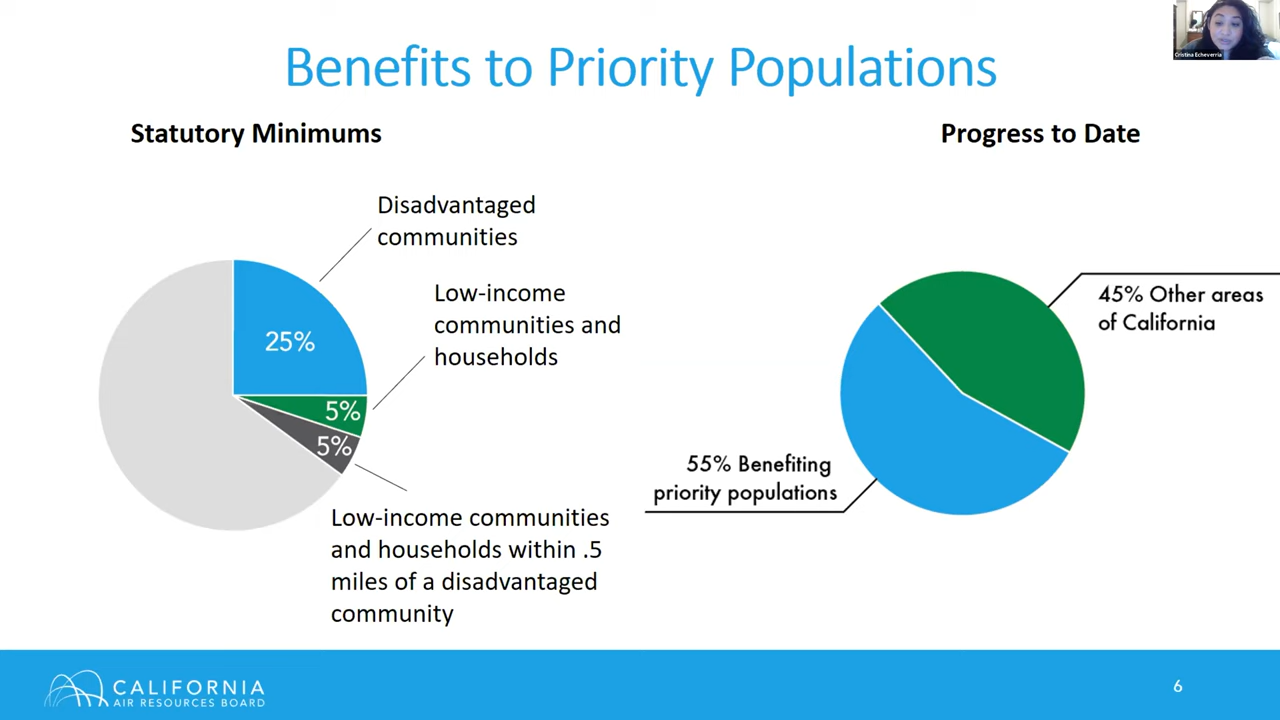 Cristina Echeverria
Benefits to Priority Populations
Statutory Minimums
Disadvantaged
communities
Low-income
communities and
households
25%
5%
5%
Low-income communities
and households within .5
miles of a disadvantaged
community
Progress to Date
45% Other areas
of California
55% Benefiting
priority populations
CALIFORNIA
AIR RESOURCES BOARD
6